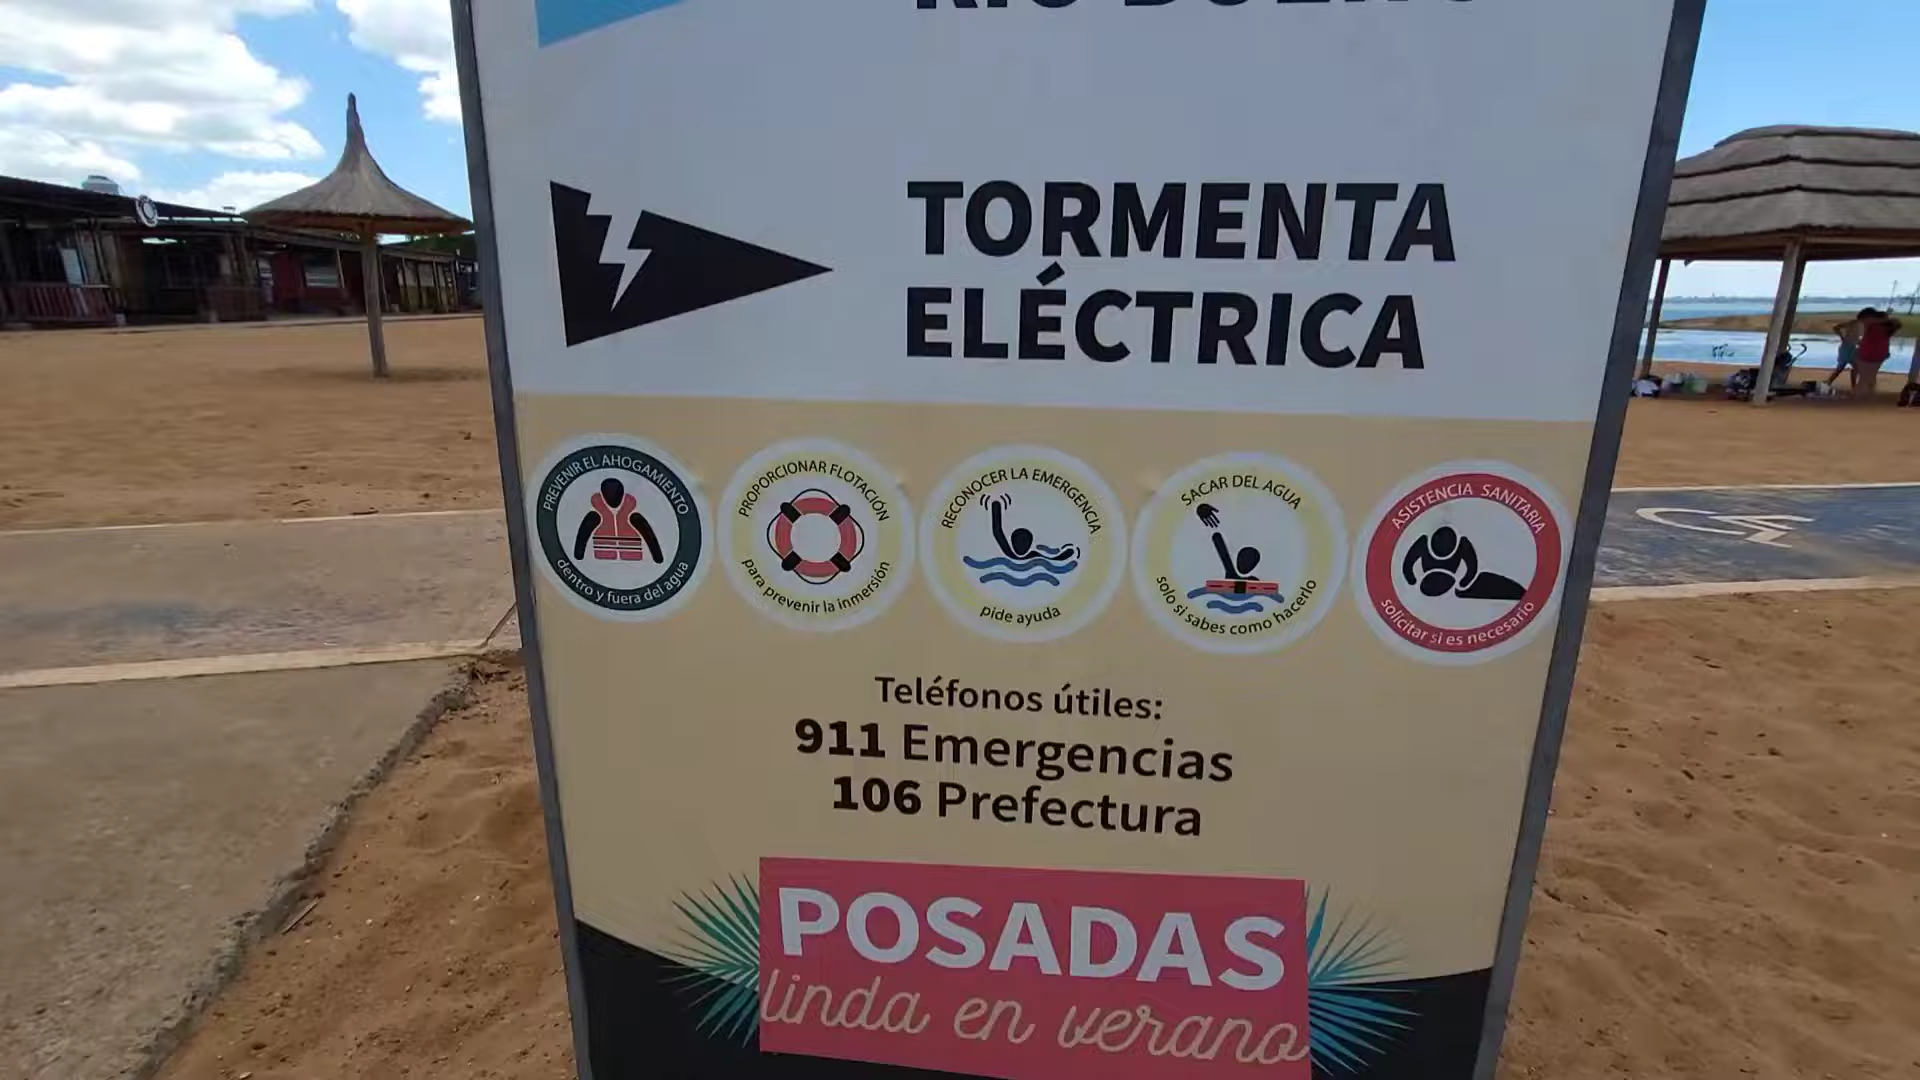 RÍO BUENO
TORMENTA
ELÉCTRICA
PREVENIR EL AHOGAMIENTO
dentro y fuera del agua
PROPORCIONAR FLOTACIÓN
para prevenir la inmersión
RECONOCER LA EMERGENCIA
pide ayuda
SACAR DEL AGUA
solo si sabes como hacerlo
ASISTENCIA SANITARIA
solicitar si es necesario
Teléfonos útiles:
911 Emergencias
106 Prefectura
POSADAS
linda en verano